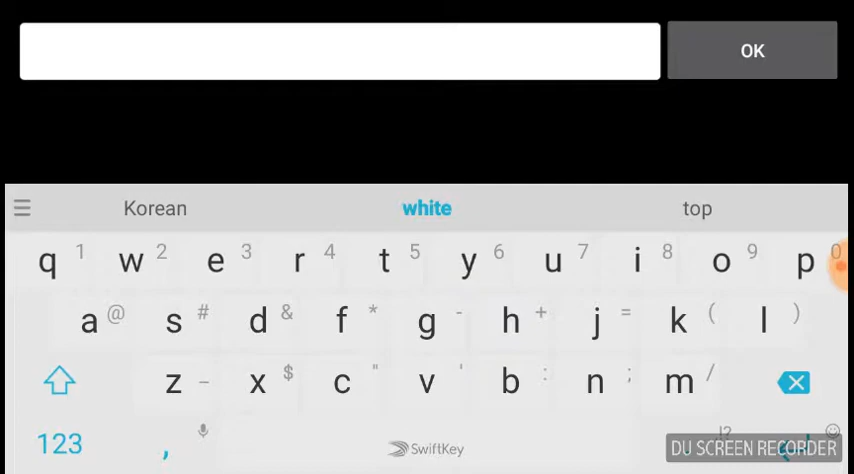 OK
Korean white top
q 1 w 2 e 3 r 4 t 5 y 6 u 7 i 8 o 9 p 0
a @ s # d & f * g - h + j = k ( l )
z _ x $ c " v ' b : n ; m /
123 , SwiftKey !?
DU SCREEN RECORDER